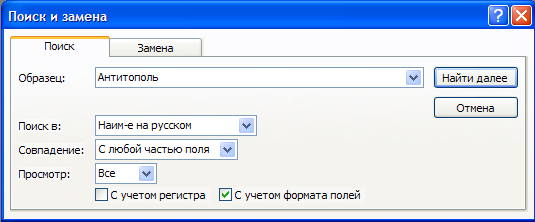 Поиск и замена
Поиск Замена
Образец: Антитополь Найти далее
Отмена
Поиск в: Наим-е на русском
Совпадение: С любой частью поля
Просмотр: Все
С учетом регистра С учетом формата полей